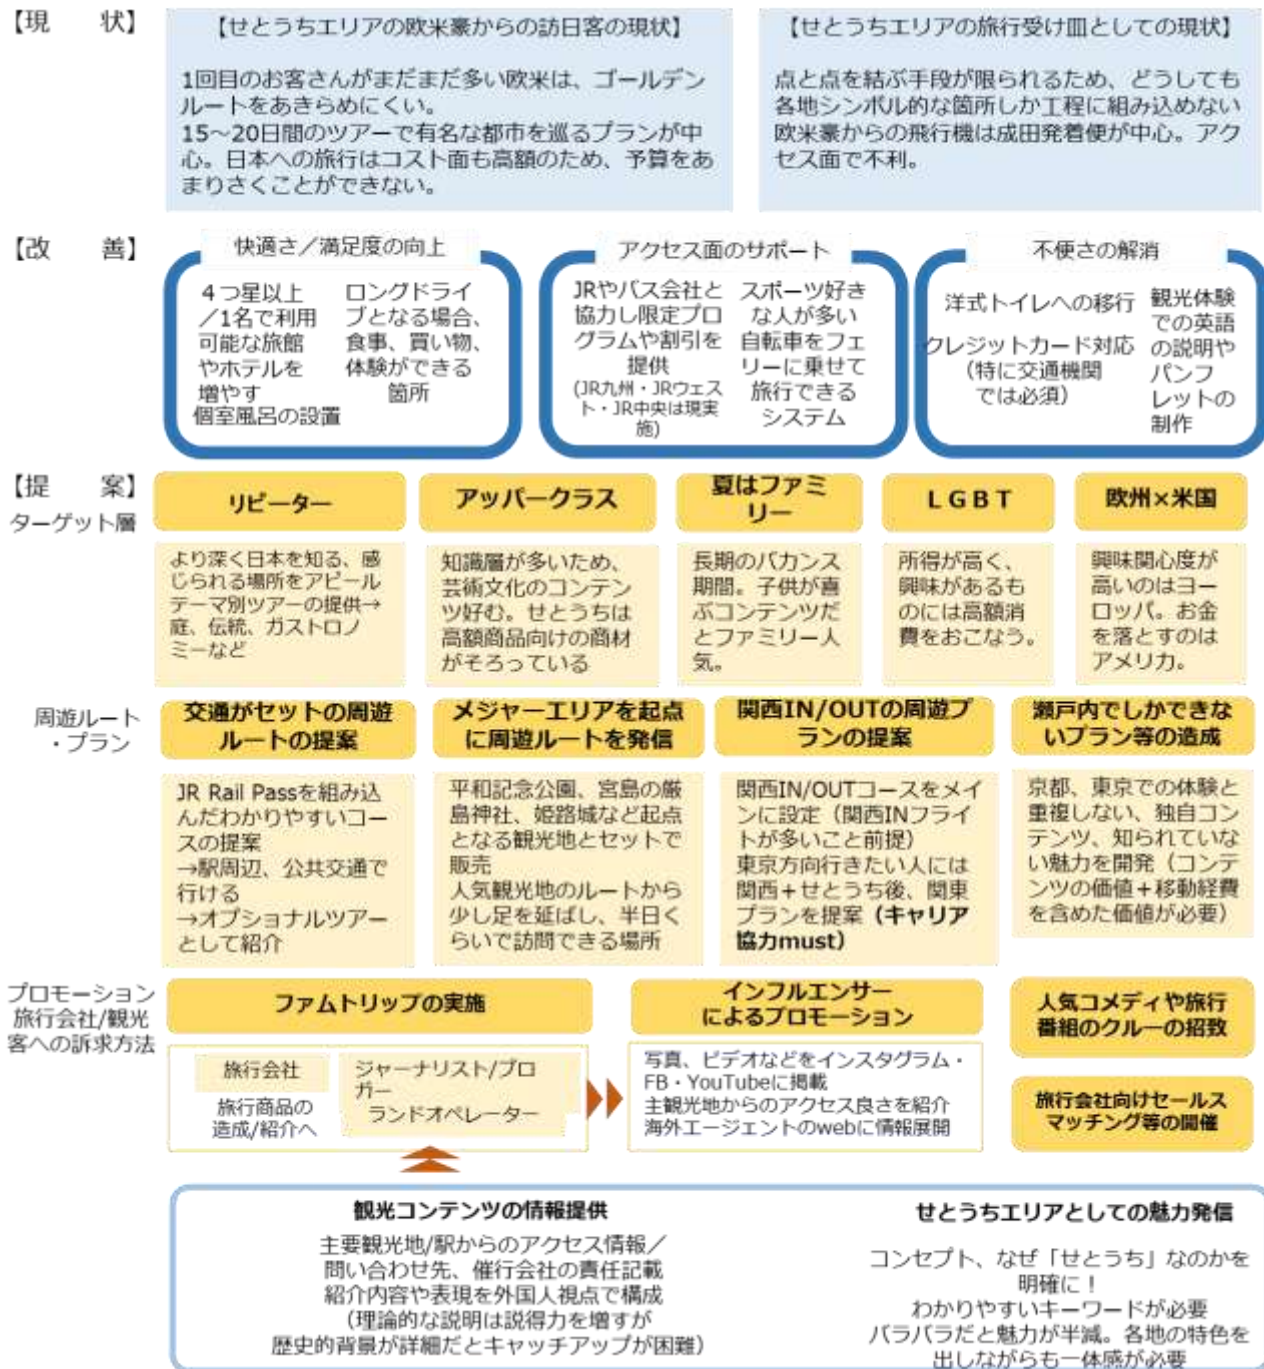 【現　状】
【せとうちエリアの欧米豪からの訪日客の現状】
1回目のお客さんがまだまだ多い欧米は、ゴールデン
ルートをあきらめにくい。
15～20日間のツアーで有名な都市を巡るプランが中
心。日本への旅行はコスト面も高額のため、予算をあ
まりさくことができない。
【せとうちエリアの旅行受け皿としての現状】
点と点を結ぶ手段が限られるため、どうしても
各地シンボル的な箇所しか工程に組み込めない
欧米豪からの飛行機は成田発着便が中心。アク
セス面で不利。
【改　善】
快適さ／満足度の向上
４つ星以上
／1名で利用
可能な旅館
やホテルを
増やす
個室風呂の設置
ロングドライ
ブとなる場合、
食事、買い物、
体験ができる
箇所
アクセス面のサポート
JRやバス会社と
協力し限定プロ
グラムや割引を
提供
(JR九州・JRウェス
ト・JR中央は現実
施)
スポーツ好き
な人が多い
自転車をフェ
リーに乗せて
旅行できる
システム
不便さの解消
洋式トイレへの移行
クレジットカード対応
（特に交通機関
では必須）
観光体験
での英語
の説明や
パンフ
レットの
制作
【提　案】
ターゲット層
リピーター
より深く日本を知る、感
じられる場所をアピール
テーマ別ツアーの提供→
庭、伝統、ガストロノ
ミーなど
アッパークラス
知識層が多いため、
芸術文化のコンテン
ツ好む。せとうちは
高額商品向けの商材
がそろっている
夏はファミ
リー
長期のバカンス
期間。子供が喜
ぶコンテンツだ
とファミリー人
気。
ＬＧＢＴ
所得が高く、
興味があるも
のには高額消
費をおこなう。
欧州×米国
興味関心度が
高いのはヨー
ロッパ。お金
を落とすのは
アメリカ。
周遊ルート
・プラン
交通がセットの周遊
ルートの提案
JR Rail Passを組み込
んだわかりやすいコー
スの提案
→駅周辺、公共交通で
行ける
→オプショナルツアー
として紹介
メジャーエリアを起点
に周遊ルートを発信
平和記念公園、宮島の厳
島神社、姫路城など起点
となる観光地とセットで
販売
人気観光地のルートから
少し足を延ばし、半日く
らいで訪問できる場所
関西IN/OUTの周遊プ
ランの提案
関西IN/OUTコースをメイ
ンに設定（関西INフライ
トが多いこと前提）
東京方向行きたい人には
関西＋せとうち後、関東
プランを提案（キャリア
協力must）
瀬戸内でしかできな
いプラン等の造成
京都、東京での体験と
重複しない、独自コン
テンツ、知られていな
い魅力を開発（コンテ
ンツの価値＋移動経費
を含めた価値が必要）
プロモーション
旅行会社/観光
客への訴求方法
ファムトリップの実施
旅行会社
旅行商品の
造成/紹介へ
ジャーナリスト/ブロ
ガー
ランドオペレーター
インフルエンサー
によるプロモーション
写真、ビデオなどをインスタグラム・
FB・YouTubeに掲載
主観光地からのアクセス良さを紹介
海外エージェントのwebに情報展開
人気コメディや旅行
番組のクルーの招致
旅行会社向けセールス
マッチング等の開催
観光コンテンツの情報提供
主要観光地/駅からのアクセス情報／
問い合わせ先、催行会社の責任記載
紹介内容や表現を外国人視点で構成
（理論的な説明は説得力を増すが
歴史的背景が詳細だとキャッチアップが困難）
せとうちエリアとしての魅力発信
コンセプト、なぜ「せとうち」なのかを
明確に！
わかりやすいキーワードが必要
バラバラだと魅力が半減。各地の特色を
出しながらも一体感が必要